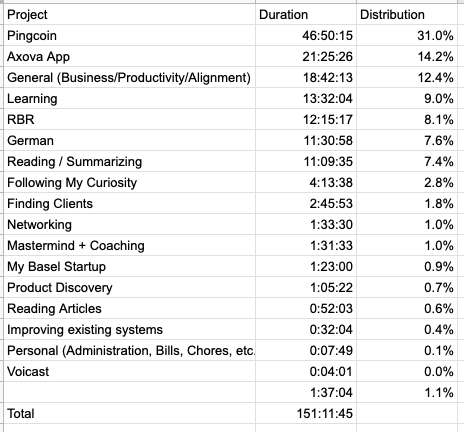 Project Duration Distribution
Pingcoin 46:50:15 31.0%
Axova App 21:25:26 14.2%
General (Business/Productivity/Alignment) 18:42:13 12.4%
Learning 13:32:04 9.0%
RBR 12:15:17 8.1%
German 11:30:58 7.6%
Reading / Summarizing 11:09:35 7.4%
Following My Curiosity 4:13:38 2.8%
Finding Clients 2:45:53 1.8%
Networking 1:33:30 1.0%
Mastermind + Coaching 1:31:33 1.0%
My Basel Startup 1:23:00 0.9%
Product Discovery 1:05:22 0.7%
Reading Articles 0:52:03 0.6%
Improving existing systems 0:32:04 0.4%
Personal (Administration, Bills, Chores, etc. 0:07:49 0.1%
Voicast 0:04:01 0.0%
1:37:04 1.1%
Total 151:11:45